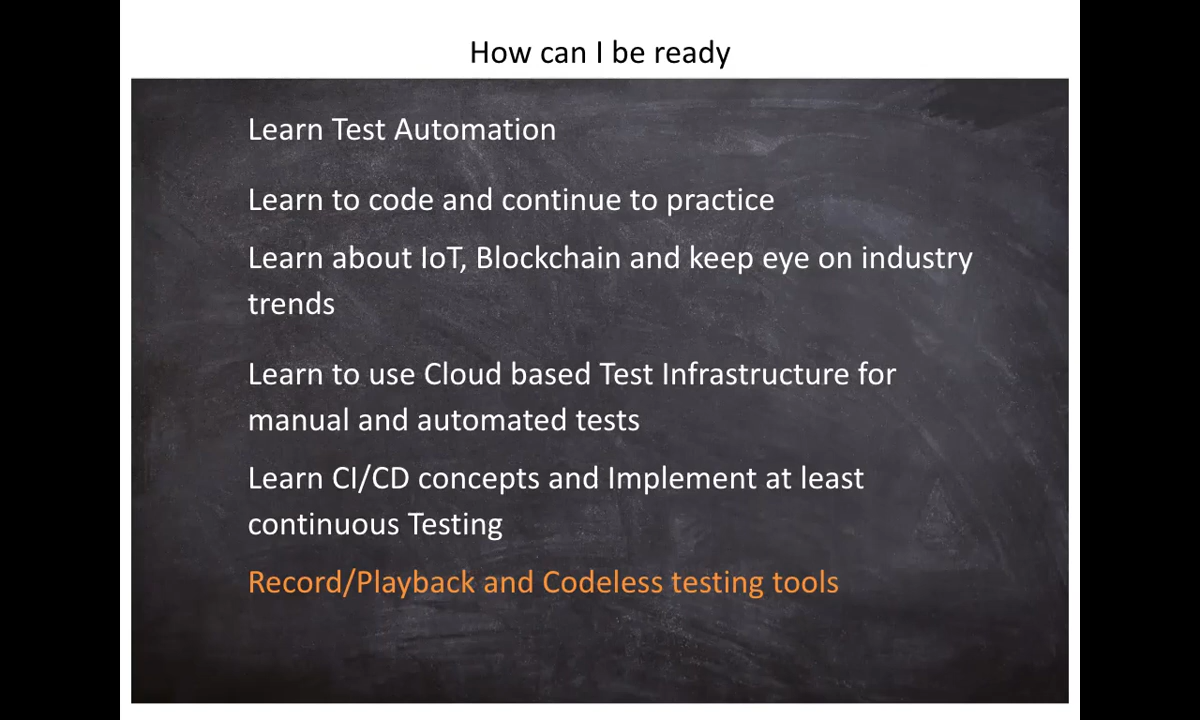 How can I be ready
Learn Test Automation
Learn to code and continue to practice
Learn about IoT, Blockchain and keep eye on industry
trends
Learn to use Cloud based Test Infrastructure for
manual and automated tests
Learn CI/CD concepts and Implement at least
continuous Testing
Record/Playback and Codeless testing tools